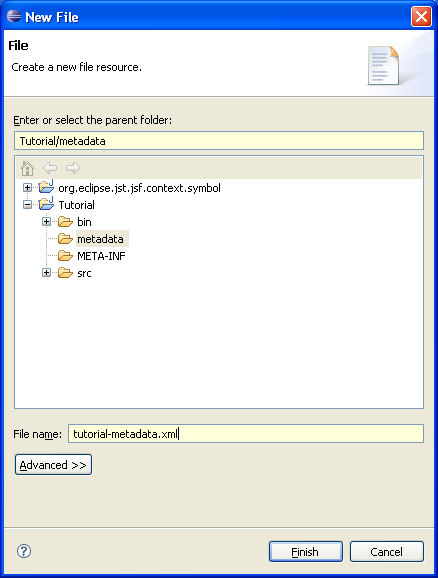 New File
File
Create a new file resource.
Enter or select the parent folder:
Tutorial/metadata
org.eclipse.jst.jsf.context.symbol
Tutorial
bin
metadata
META-INF
src
File name: tutorial-metadata.xml
Advanced >>
? Finish Cancel